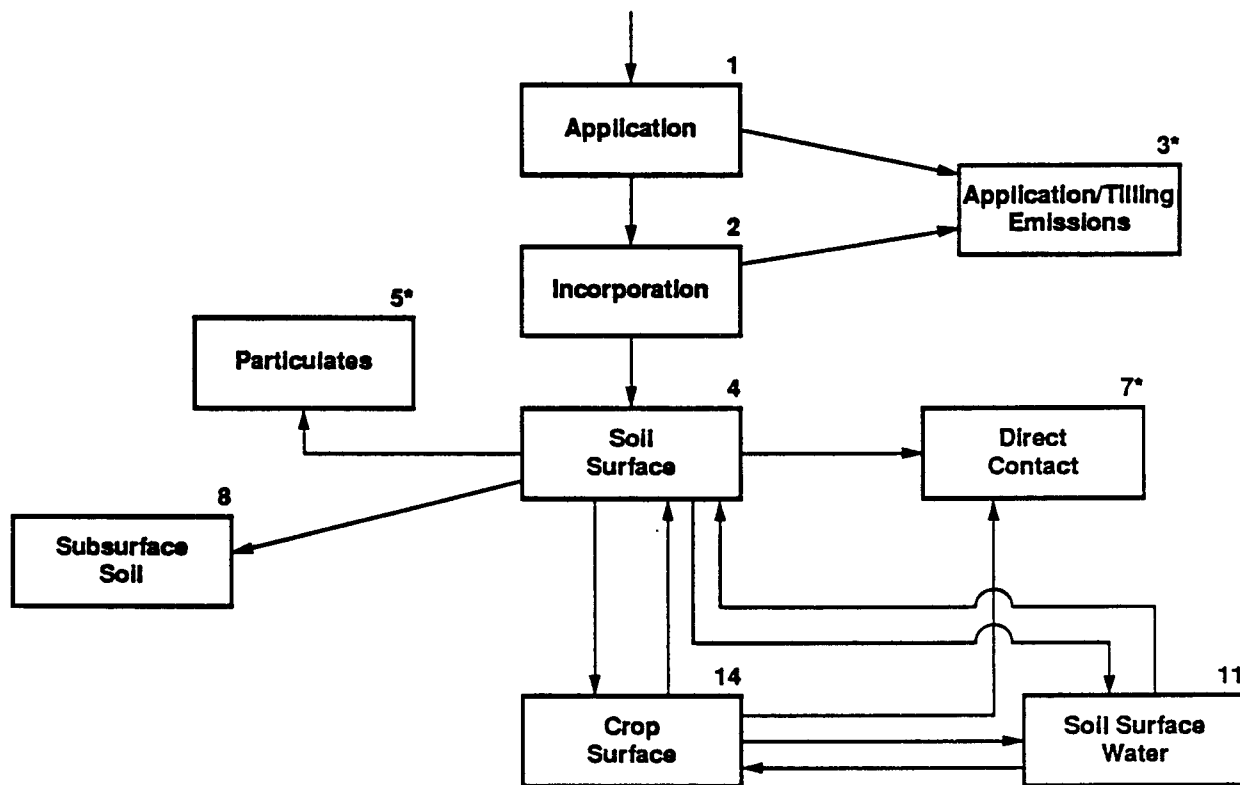 1
Application
3*
Application/Tilling
Emissions
2
Incorporation
5*
Particulates
4
Soil
Surface
7*
Direct
Contact
8
Subsurface
Soil
14
Crop
Surface
11
Soil Surface
Water